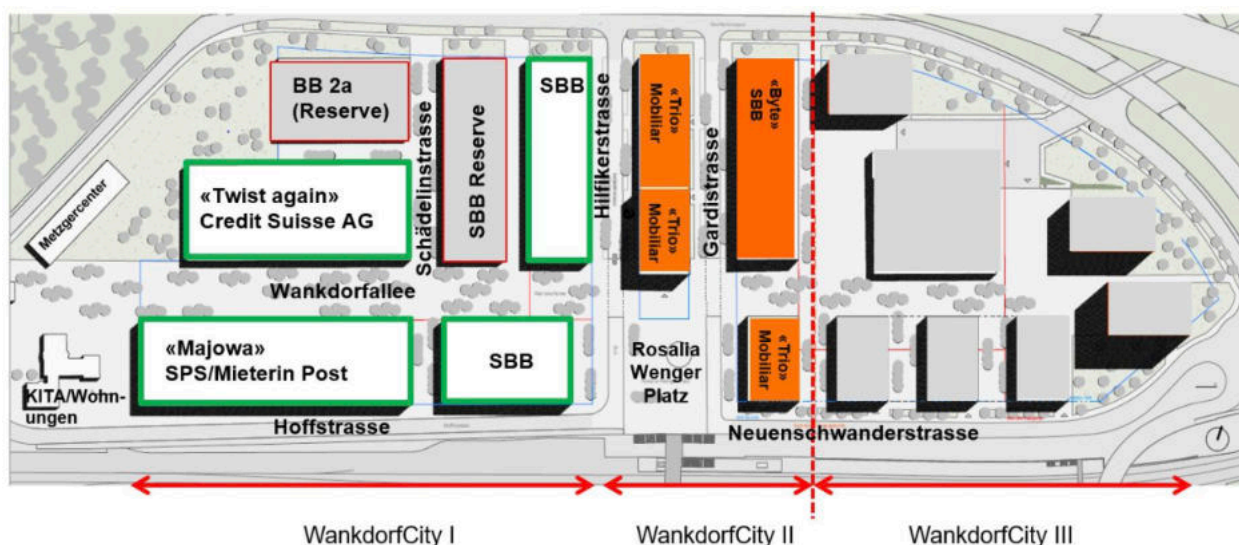 BB 2a
(Reserve)
SBB
«Trio»
Mobiliar
«Byte»
SBB
Schädelinstrasse
SBB Reserve
Hilfikerstrasse
Gardistrasse
Metzgercenter
«Twist again»
Credit Suisse AG
«Trio»
Mobiliar
Wankdorfallee
«Majowa»
SPS/Mieterin Post
SBB
Rosalia
Wenger
Platz
«Trio»
Mobiliar
KITA/Wohn-
ungen
Hoffstrasse
Neuenschwanderstrasse
WankdorfCity I
WankdorfCity II
WankdorfCity III